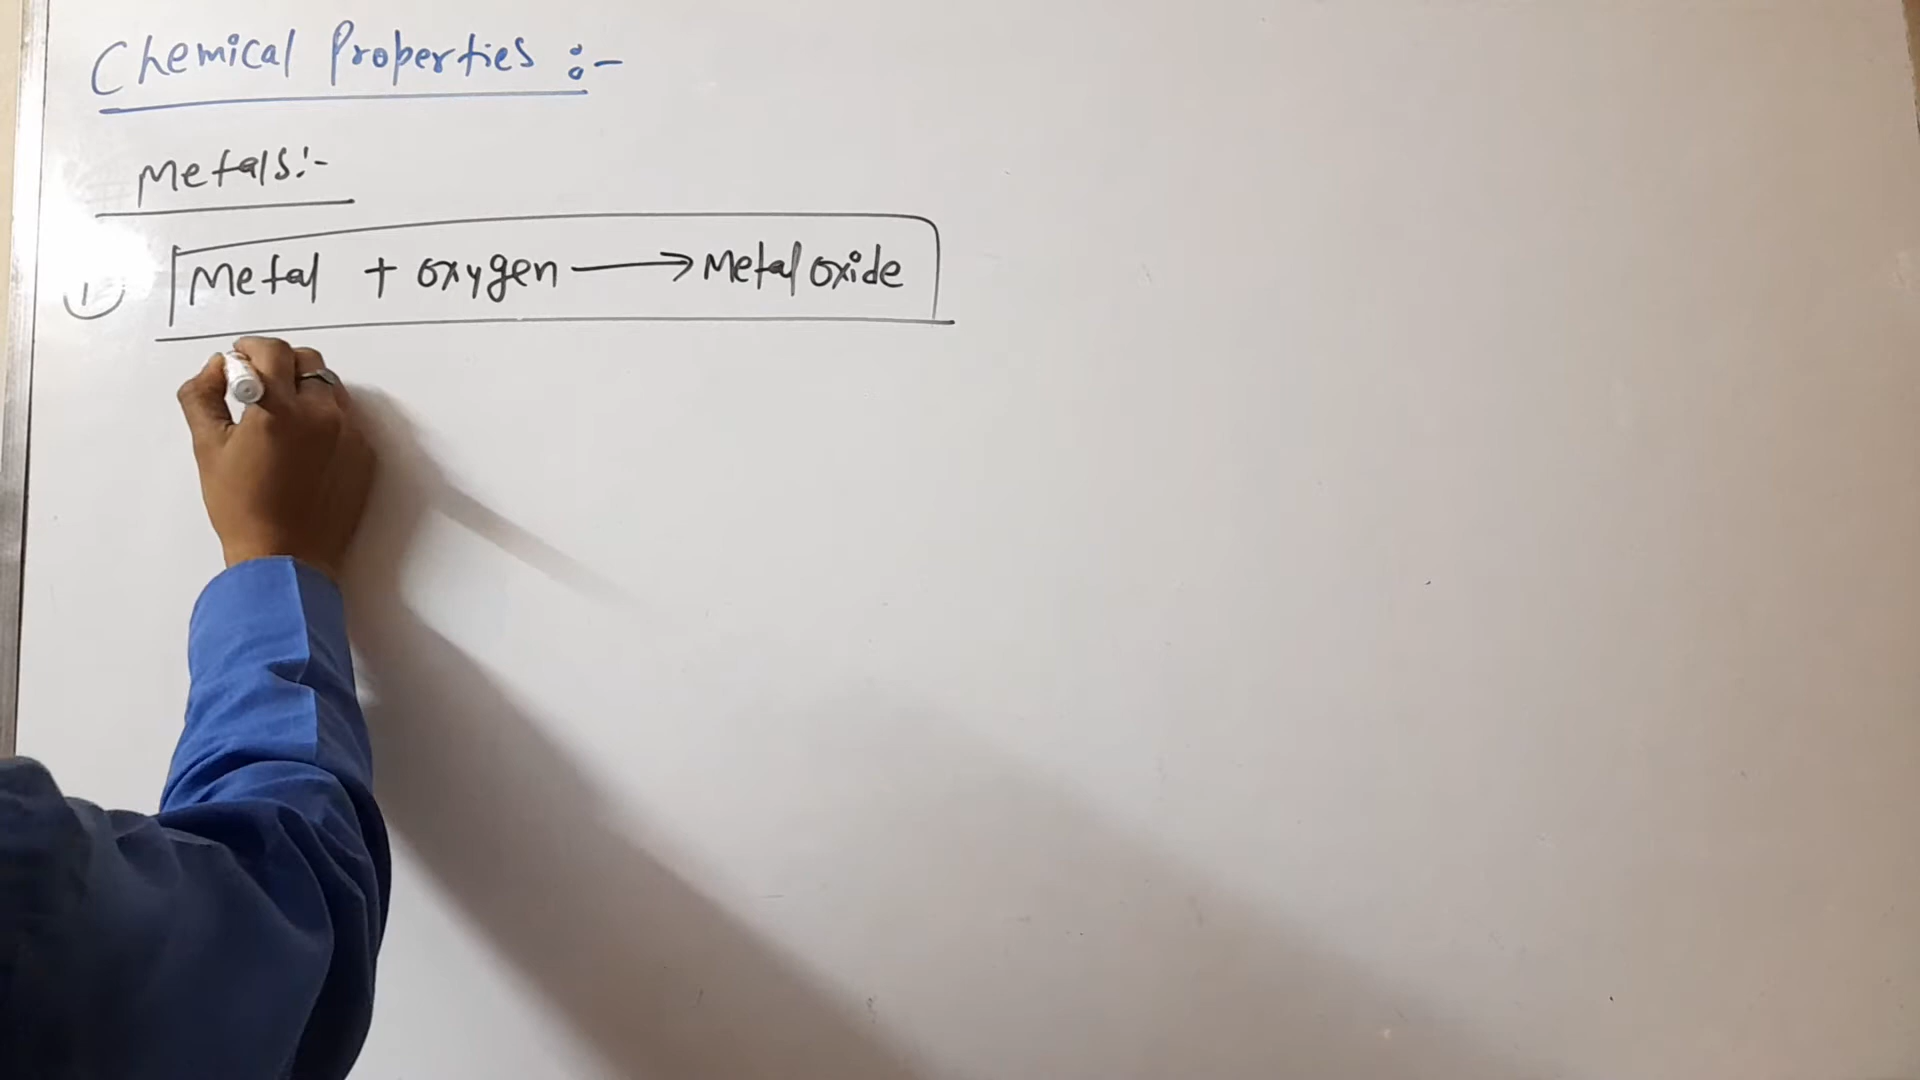 Chemical Properties :-
Metals:-
1 Metal + oxygen ⟶ Metal oxide